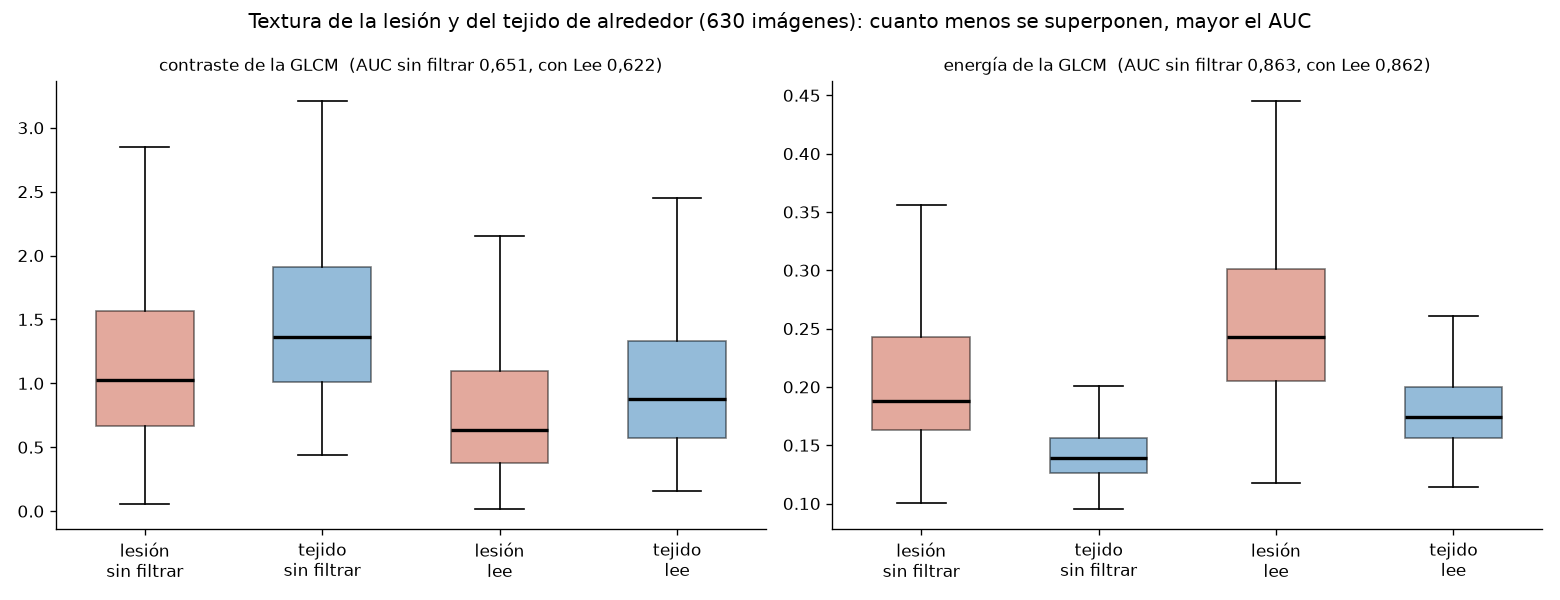 Textura de la lesión y del tejido de alrededor (630 imágenes): cuanto menos se superponen, mayor el AUC
contraste de la GLCM  (AUC sin filtrar 0,651, con Lee 0,622)
3.0
2.5
2.0
1.5
1.0
0.5
0.0
lesión
sin filtrar
tejido
sin filtrar
lesión
lee
tejido
lee
energía de la GLCM  (AUC sin filtrar 0,863, con Lee 0,862)
0.45
0.40
0.35
0.30
0.25
0.20
0.15
0.10
lesión
sin filtrar
tejido
sin filtrar
lesión
lee
tejido
lee